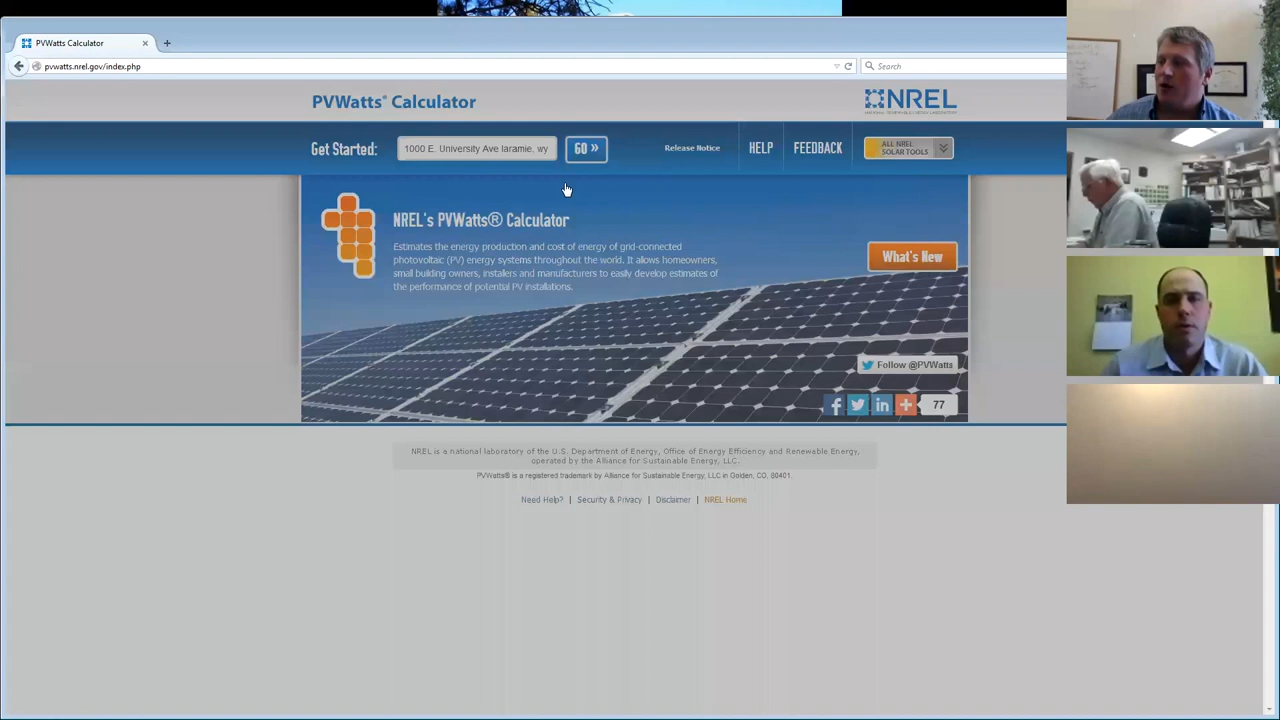 PVWatts Calculator
pvwatts.nrel.gov/index.php
Search
PVWatts® Calculator
NREL
NATIONAL RENEWABLE ENERGY LABORATORY
Get Started:
1000 E. University Ave laramie, wy
GO »
Release Notice
HELP
FEEDBACK
ALL NREL
SOLAR TOOLS
NREL's PVWatts® Calculator
Estimates the energy production and cost of energy of grid-connected
photovoltaic (PV) energy systems throughout the world. It allows homeowners,
small building owners, installers and manufacturers to easily develop estimates of
the performance of potential PV installations.
What's New
Follow @PVWatts
77
NREL is a national laboratory of the U.S. Department of Energy, Office of Energy Efficiency and Renewable Energy,
operated by the Alliance for Sustainable Energy, LLC.
PVWatts® is a registered trademark by Alliance for Sustainable Energy, LLC in Golden, CO, 80401.
Need Help? | Security & Privacy | Disclaimer | NREL Home